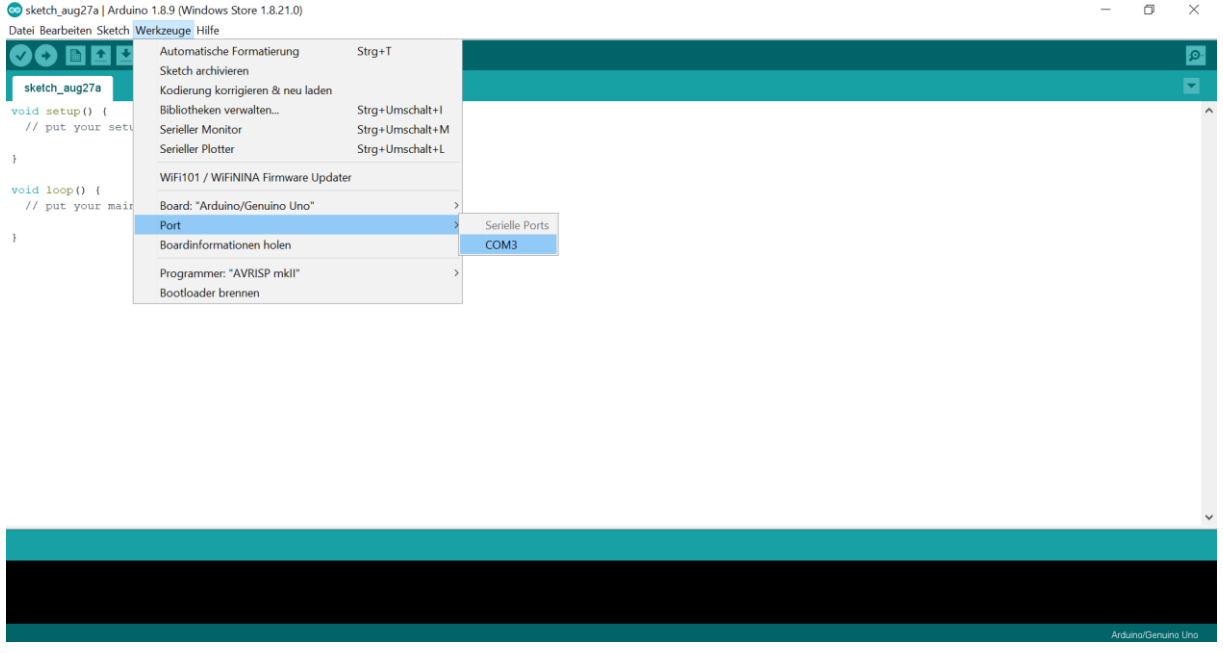 sketch_aug27a | Arduino 1.8.9 (Windows Store 1.8.21.0)
Datei Bearbeiten Sketch Werkzeuge Hilfe
sketch_aug27a
void setup() {
// put your setu
}
void loop() {
// put your main
}
Automatische Formatierung Strg+T
Sketch archivieren
Kodierung korrigieren & neu laden
Bibliotheken verwalten... Strg+Umschalt+I
Serieller Monitor Strg+Umschalt+M
Serieller Plotter Strg+Umschalt+L
WiFi101 / WiFiNINA Firmware Updater
Board: "Arduino/Genuino Uno"
Port
Boardinformationen holen
Programmer: "AVRISP mkII"
Bootloader brennen
Serielle Ports
COM3
Arduino/Genuino Uno